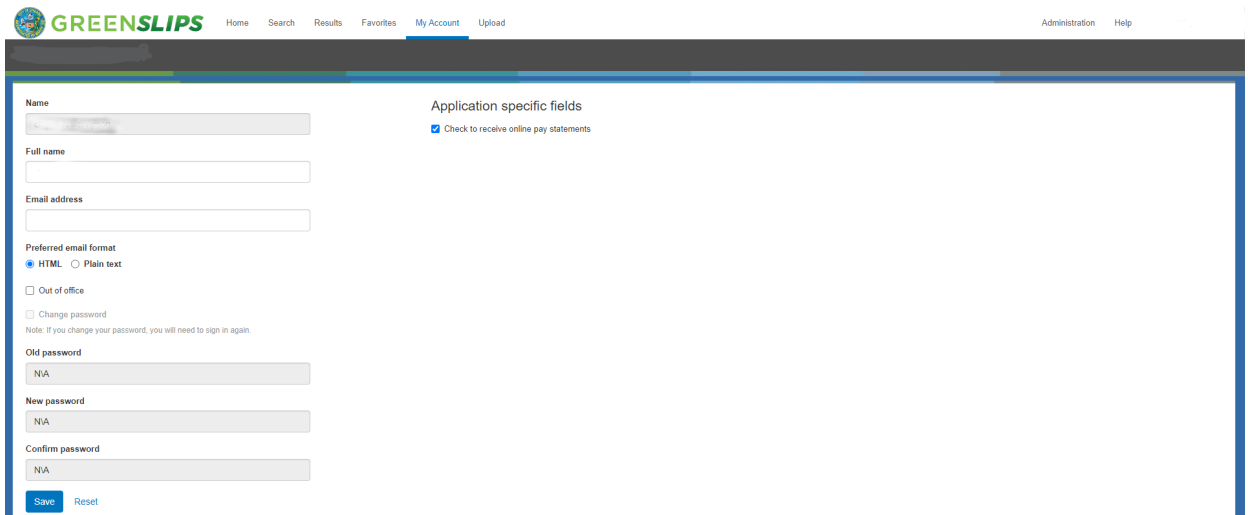 GREENSLIPS Home Search Results Favorites My Account Upload Administration Help
Name
Full name
Email address
Preferred email format
HTML Plain text
Out of office
Change password
Note: If you change your password, you will need to sign in again.
Old password
N\A
New password
N\A
Confirm password
N\A
Save Reset
Application specific fields
Check to receive online pay statements